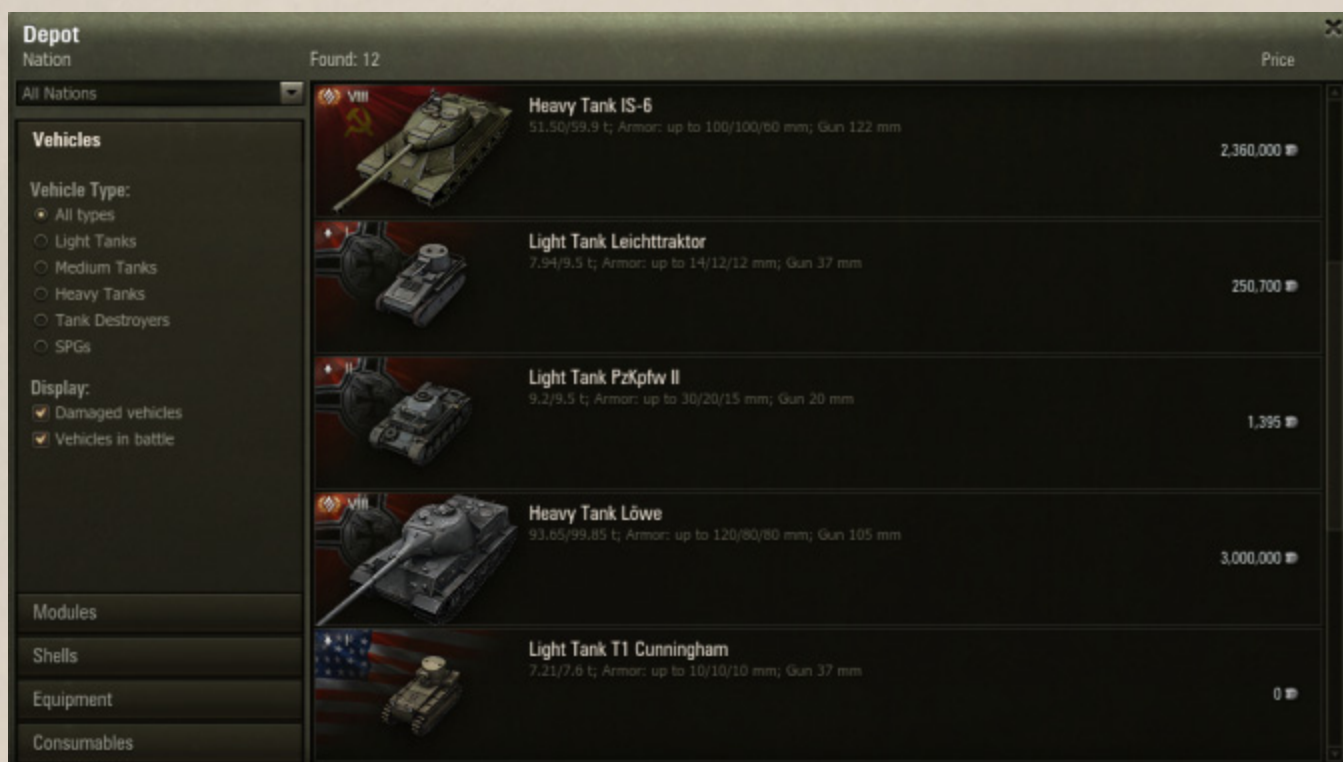 Depot
Nation
Found: 12
Price
All Nations
Vehicles
Vehicle Type:
All types
Light Tanks
Medium Tanks
Heavy Tanks
Tank Destroyers
SPGs
Display:
Damaged vehicles
Vehicles in battle
Modules
Shells
Equipment
Consumables
VIII
Heavy Tank IS-6
51.50/59.9 t; Armor: up to 100/100/60 mm; Gun 122 mm
2,360,000
I
Light Tank Leichttraktor
7.94/9.5 t; Armor: up to 14/12/12 mm; Gun 37 mm
250,700
II
Light Tank PzKpfw II
9.2/9.5 t; Armor: up to 30/20/15 mm; Gun 20 mm
1,395
VIII
Heavy Tank Löwe
93.65/99.85 t; Armor: up to 120/80/80 mm; Gun 105 mm
3,000,000
I
Light Tank T1 Cunningham
7.21/7.6 t; Armor: up to 10/10/10 mm; Gun 37 mm
0